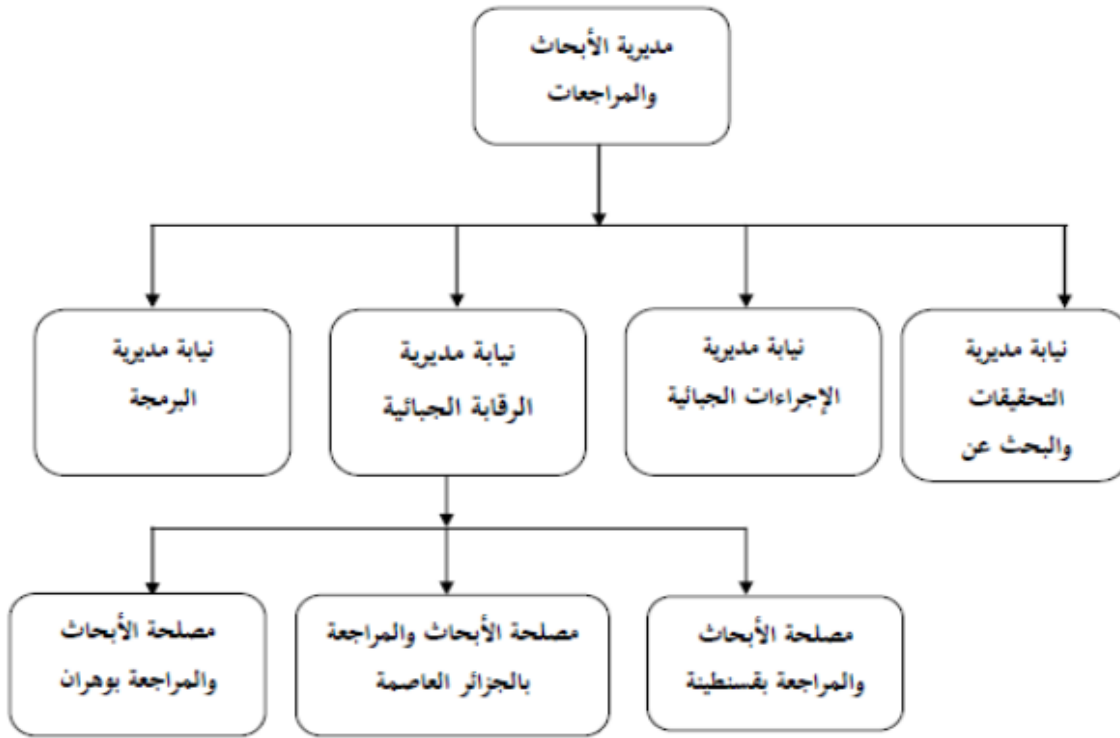 مديرية الأبحاث
والمراجعات
نيابة مديرية
التحقيقات
والبحث عن
نيابة مديرية
الإجراءات الجبائية
نيابة مديرية
الرقابة الجبائية
نيابة مديرية
البرمجة
مصلحة الأبحاث
والمراجعة بقسنطينة
مصلحة الأبحاث والمراجعة
بالجزائر العاصمة
مصلحة الأبحاث
والمراجعة بوهران